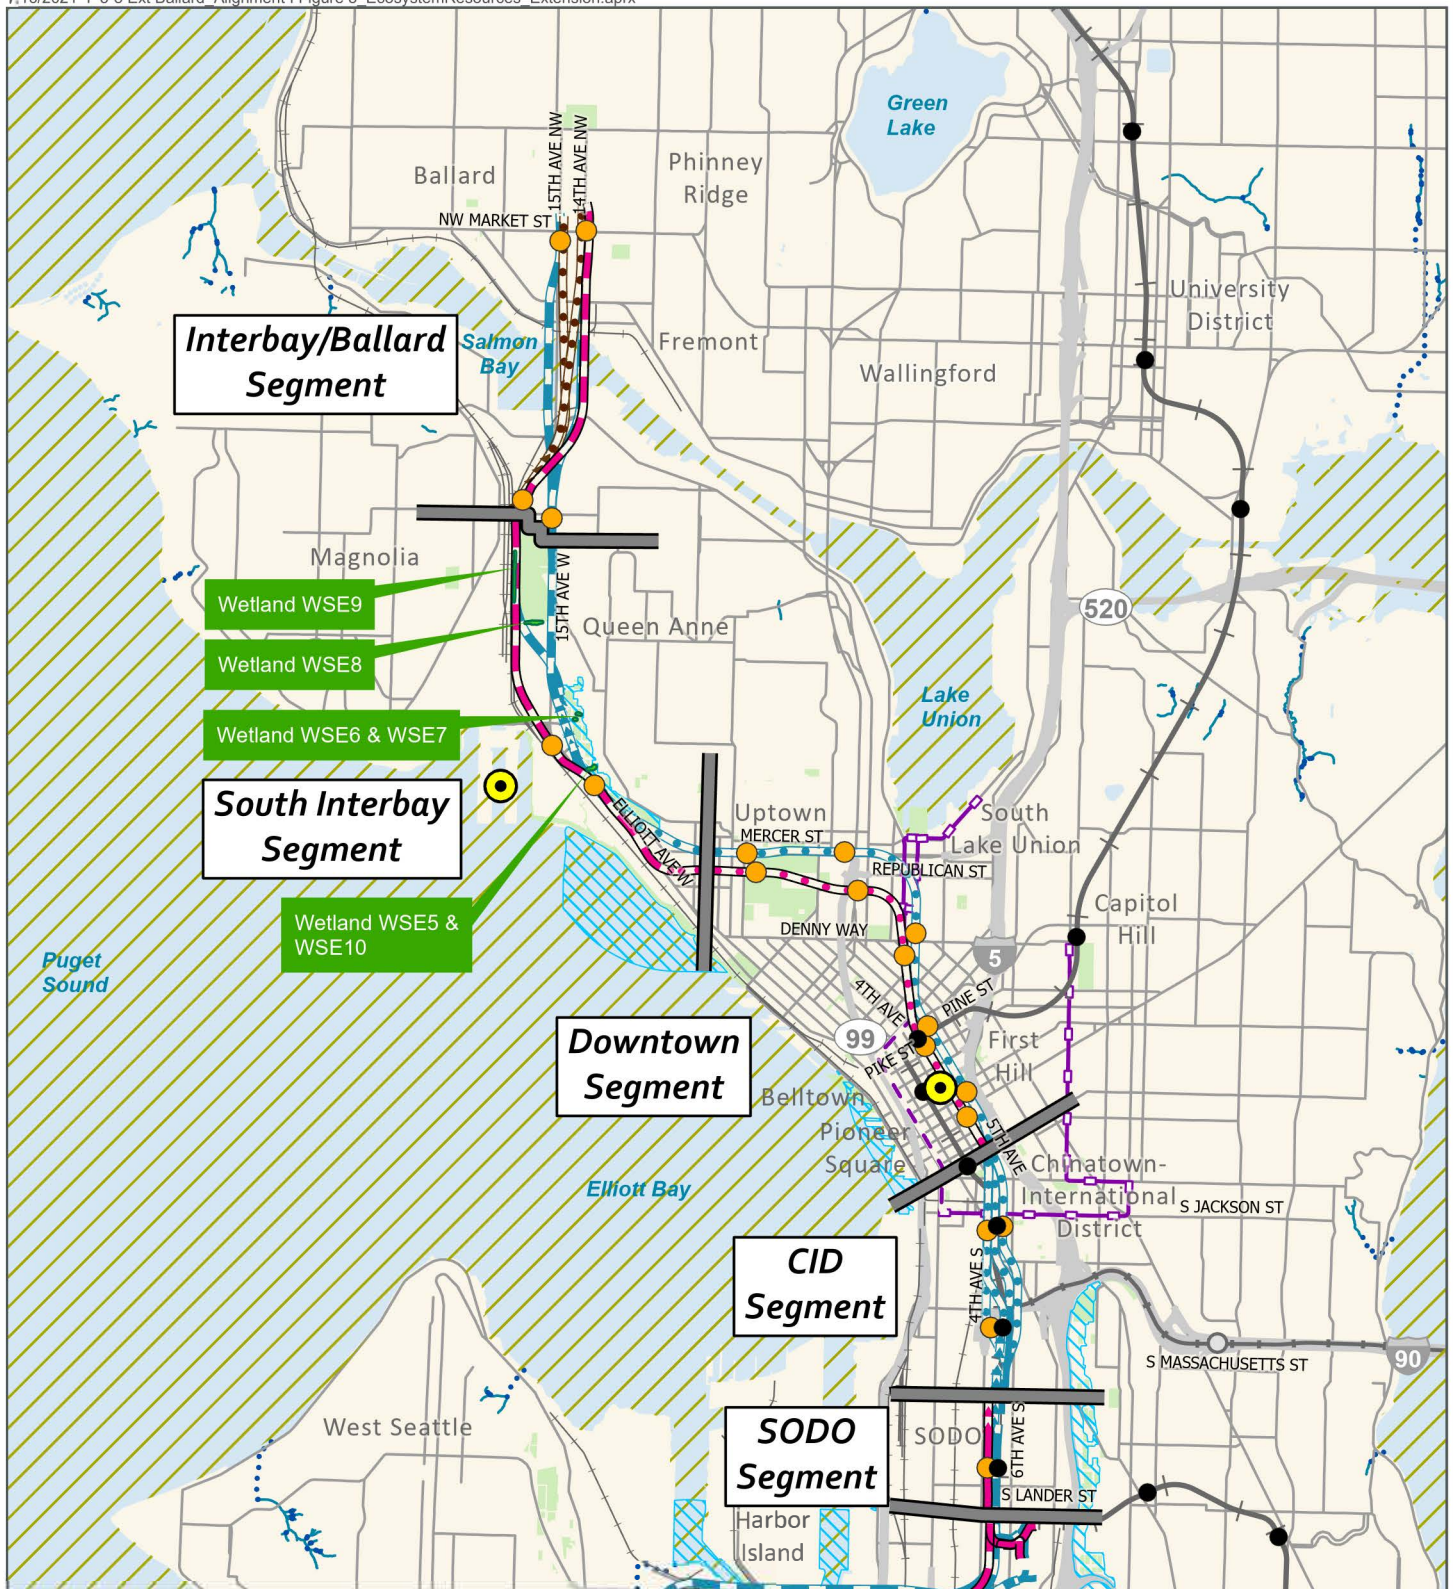 Green
Lake
15TH AVE NW
14TH AVE NW
Ballard
Phinney
Ridge
NW MARKET ST
University
District
Interbay/Ballard
Segment
Salmon
Bay
Fremont
Wallingford
Magnolia
15TH AVE W
Wetland WSE9
520
Queen Anne
Wetland WSE8
Lake
Union
Wetland WSE6 & WSE7
South Interbay
Segment
ELLIOTT AVE W
Uptown
MERCER ST
South
Lake Union
REPUBLICAN ST
Wetland WSE5 &
WSE10
DENNY WAY
Capitol
Hill
5
Puget
Sound
4TH AVE
PINE ST
99
PIKE ST
First
Hill
Downtown
Segment
Belltown
Pioneer
Square
5TH AVE
Chinatown-
International
District
Elliott Bay
S JACKSON ST
CID
Segment
4TH AVE S
S MASSACHUSETTS ST
90
West Seattle
SODO
Segment
SODO
6TH AVE S
S LANDER ST
Harbor
Island